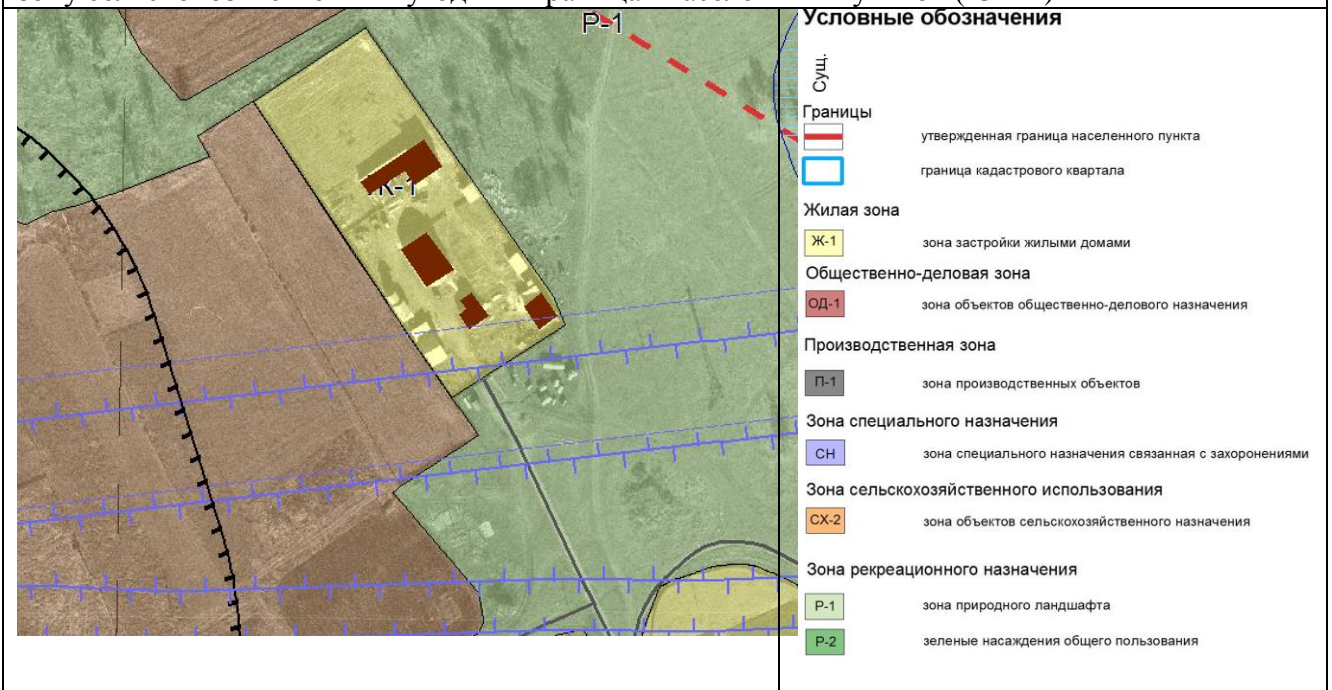 Р-1
Условные обозначения
Сущ.
Границы
утвержденная граница населенного пункта
граница кадастрового квартала
Жилая зона
Ж-1
зона застройки жилыми домами
Общественно-деловая зона
ОД-1
зона объектов общественно-делового назначения
Производственная зона
П-1
зона производственных объектов
Зона специального назначения
СН
зона специального назначения связанная с захоронениями
Зона сельскохозяйственного использования
СХ-2
зона объектов сельскохозяйственного назначения
Зона рекреационного назначения
Р-1
зона природного ландшафта
Р-2
зеленые насаждения общего пользования